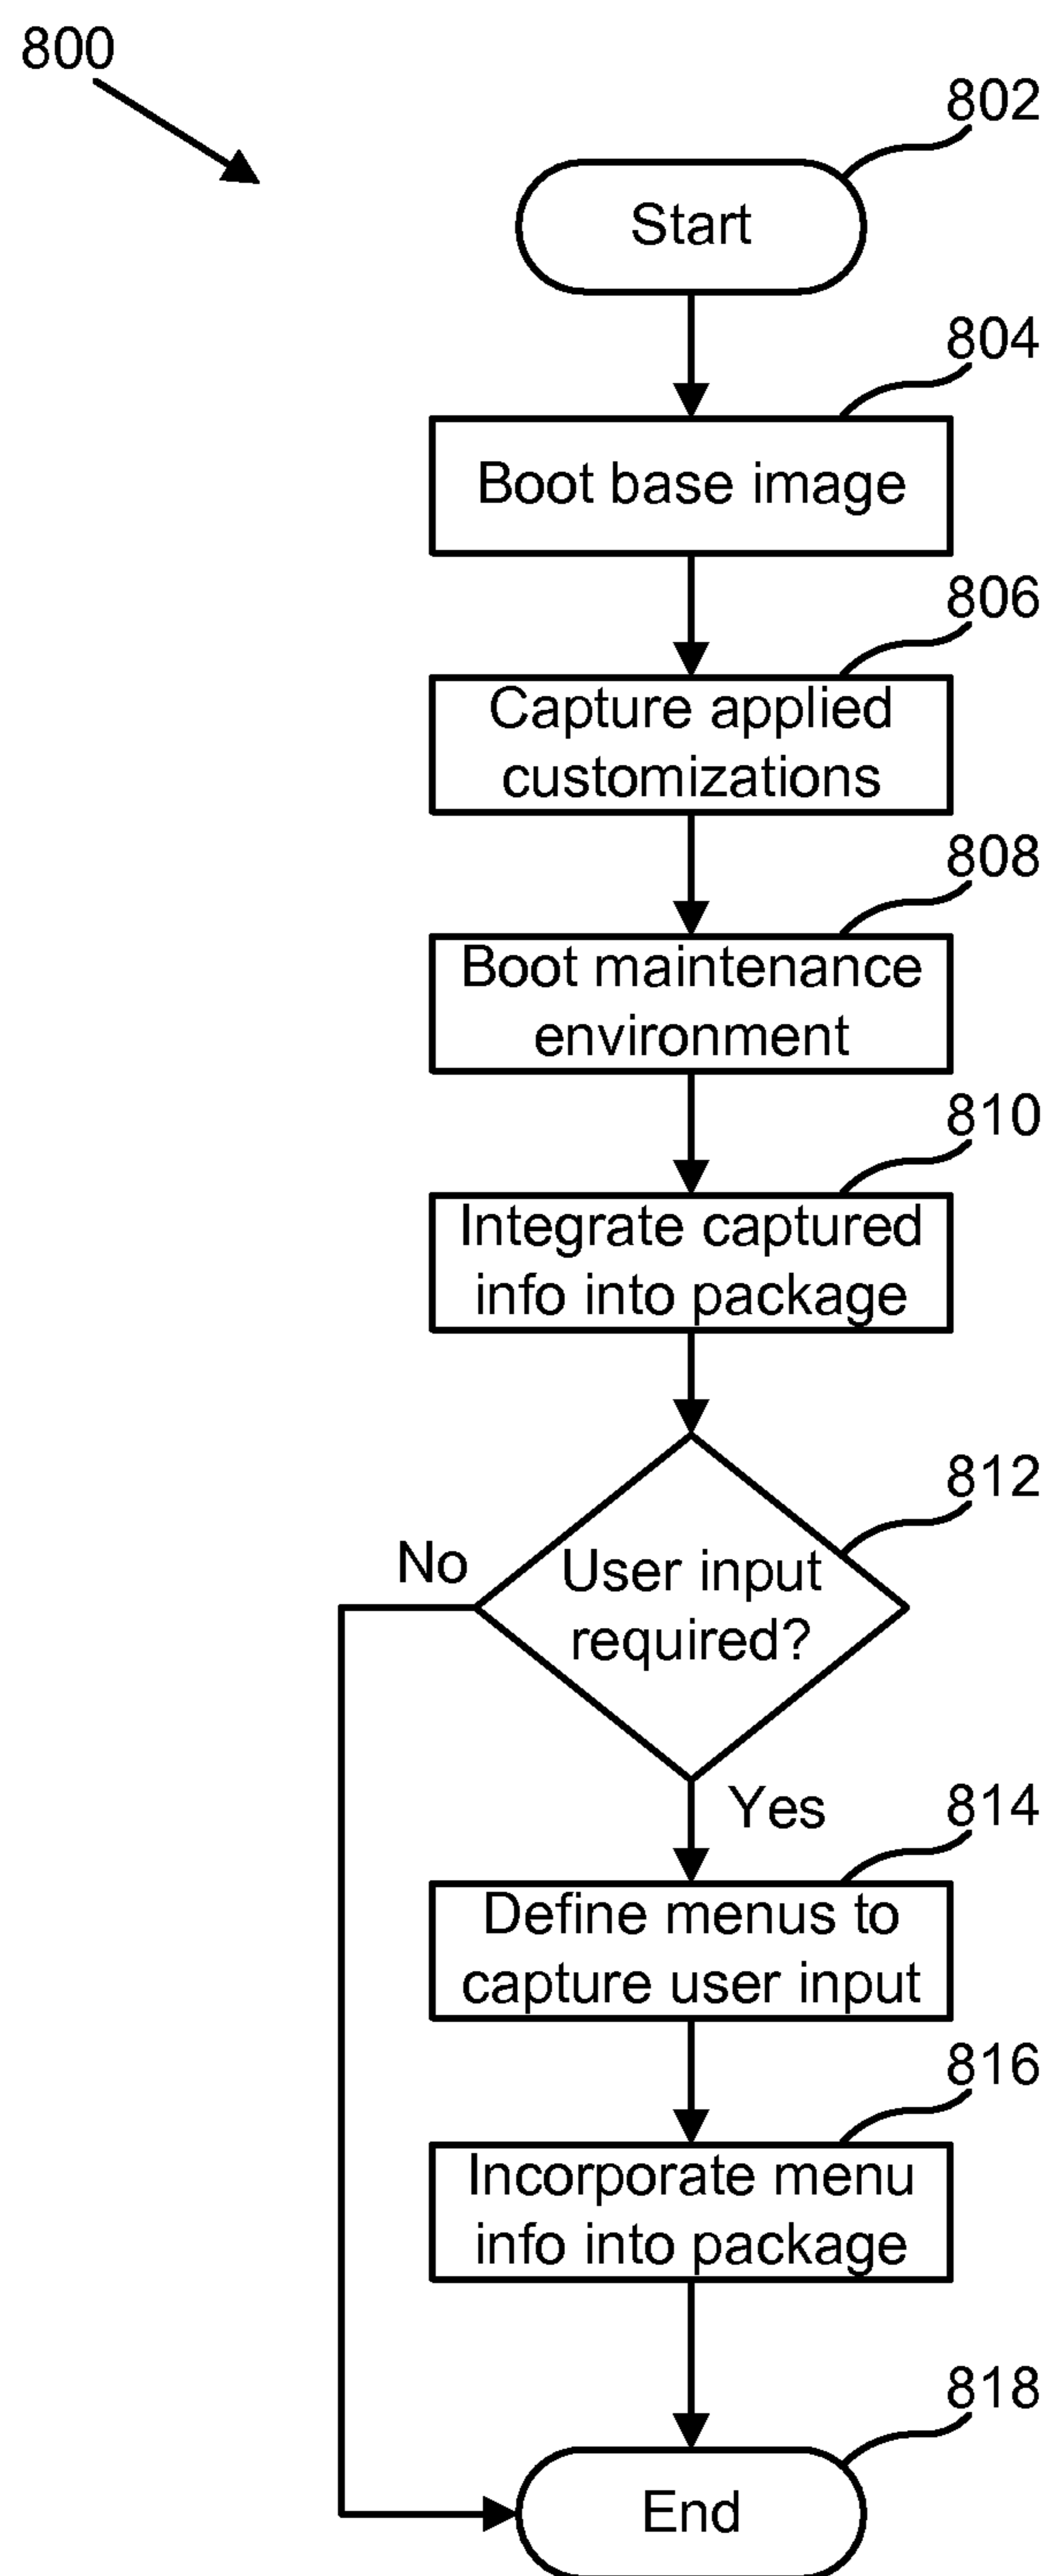 800
802
Start
804
Boot base image
806
Capture applied
customizations
808
Boot maintenance
environment
810
Integrate captured
info into package
812
No
User input
required?
Yes
814
Define menus to
capture user input
816
Incorporate menu
info into package
818
End